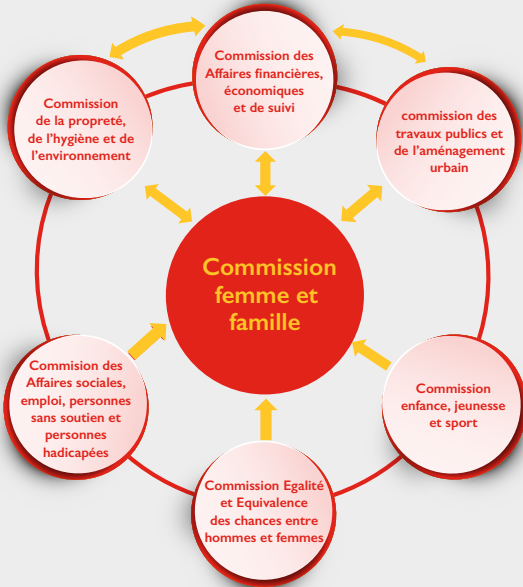 Commission des
Affaires financières,
économiques
et de suivi
Commission
de la propreté,
de l'hygiène et de
l'environnement
commission des
travaux publics et
de l'aménagement
urbain
Commission
femme et
famille
Commision des
Affaires sociales,
emploi, personnes
sans soutien et
personnes
hadicapées
Commission
enfance, jeunesse
et sport
Commission Egalité
et Equivalence
des chances entre
hommes et femmes